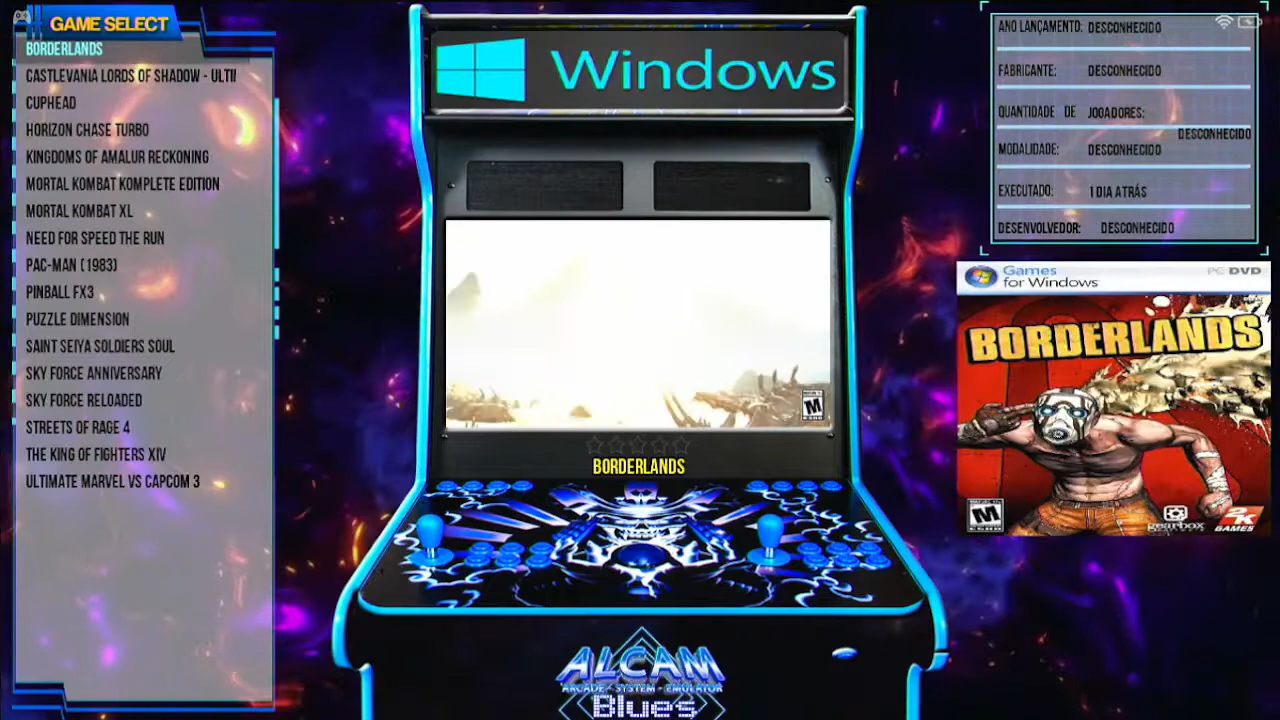 GAME SELECT
BORDERLANDS
CASTLEVANIA LORDS OF SHADOW - ULTI
CUPHEAD
HORIZON CHASE TURBO
KINGDOMS OF AMALUR RECKONING
MORTAL KOMBAT KOMPLETE EDITION
MORTAL KOMBAT XL
NEED FOR SPEED THE RUN
PAC-MAN (1983)
PINBALL FX3
PUZZLE DIMENSION
SAINT SEIYA SOLDIERS SOUL
SKY FORCE ANNIVERSARY
SKY FORCE RELOADED
STREETS OF RAGE 4
THE KING OF FIGHTERS XIV
ULTIMATE MARVEL VS CAPCOM 3
Windows
M
BORDERLANDS
ALCAM
ARCADE - SYSTEM - EMULATOR
Blues
ANO LANÇAMENTO: DESCONHECIDO
FABRICANTE: DESCONHECIDO
QUANTIDADE DE JOGADORES:
DESCONHECIDO
MODALIDADE: DESCONHECIDO
EXECUTADO: 1 DIA ATRÁS
DESENVOLVEDOR: DESCONHECIDO
Games
for Windows
PC DVD
BORDERLANDS
M
gearbox
2K
GAMES